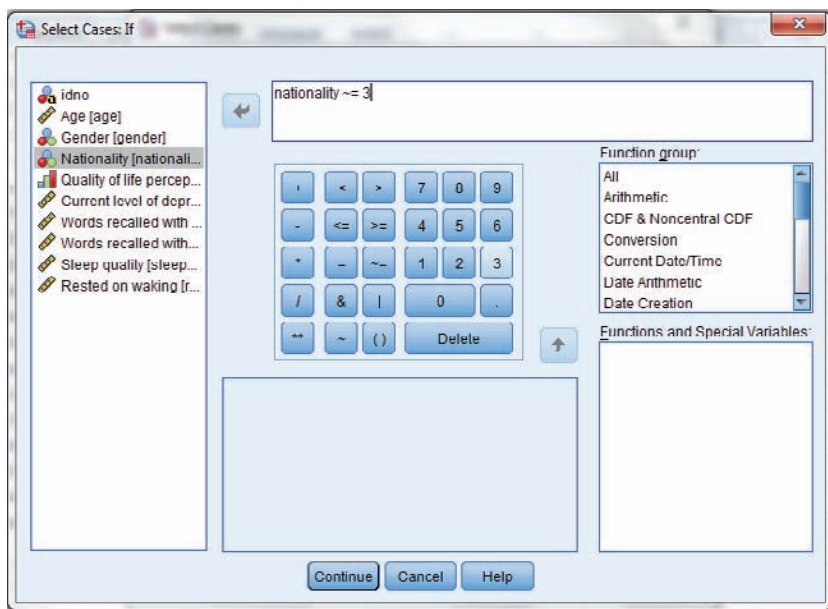 Select Cases: If
idno
Age [age]
Gender [gender]
Nationality [nationali...
Quality of life percep...
Current level of depr...
Words recalled with ...
Words recalled with...
Sleep quality [sleep...
Rested on waking [r...
nationality ~= 3
< > 7 8 9
- <= >= 4 5 6
* 1 2 3
/ & | 0 .
** ~ ( ) Delete
Function group:
All
Arithmetic
CDF & Noncentral CDF
Conversion
Current Date/Time
Date Arithmetic
Date Creation
Functions and Special Variables:
Continue Cancel Help